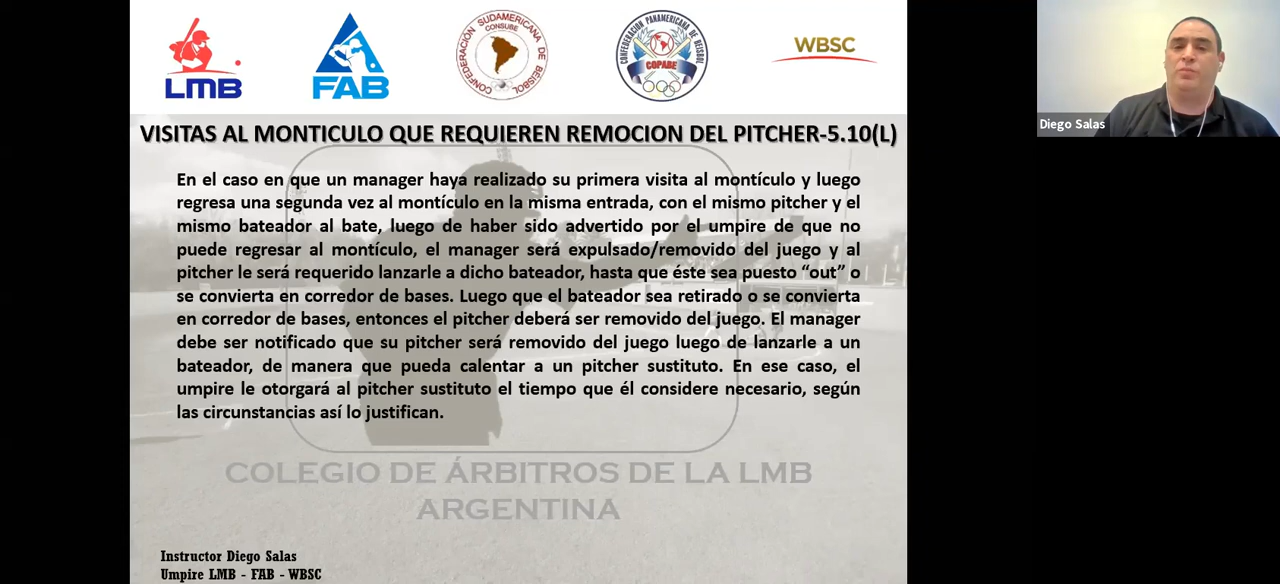 LMB
FAB
CONFEDERACIÓN SUDAMERICANA DE BÉISBOL
CONSUBE
CONFEDERACION PANAMERICANA DE BEISBOL
COPABE
WBSC
Diego Salas
VISITAS AL MONTICULO QUE REQUIEREN REMOCION DEL PITCHER-5.10(L)
En el caso en que un manager haya realizado su primera visita al montículo y luego
regresa una segunda vez al montículo en la misma entrada, con el mismo pitcher y el
mismo bateador al bate, luego de haber sido advertido por el umpire de que no
puede regresar al montículo, el manager será expulsado/removido del juego y al
pitcher le será requerido lanzarle a dicho bateador, hasta que éste sea puesto “out” o
se convierta en corredor de bases. Luego que el bateador sea retirado o se convierta
en corredor de bases, entonces el pitcher deberá ser removido del juego. El manager
debe ser notificado que su pitcher será removido del juego luego de lanzarle a un
bateador, de manera que pueda calentar a un pitcher sustituto. En ese caso, el
umpire le otorgará al pitcher sustituto el tiempo que él considere necesario, según
las circunstancias así lo justifican.
COLEGIO DE ÁRBITROS DE LA LMB
ARGENTINA
Instructor Diego Salas
Umpire LMB - FAB - WBSC